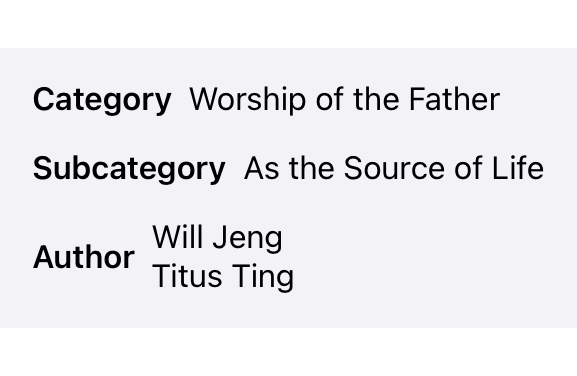 Category Worship of the Father
Subcategory As the Source of Life
Author Will Jeng
Titus Ting